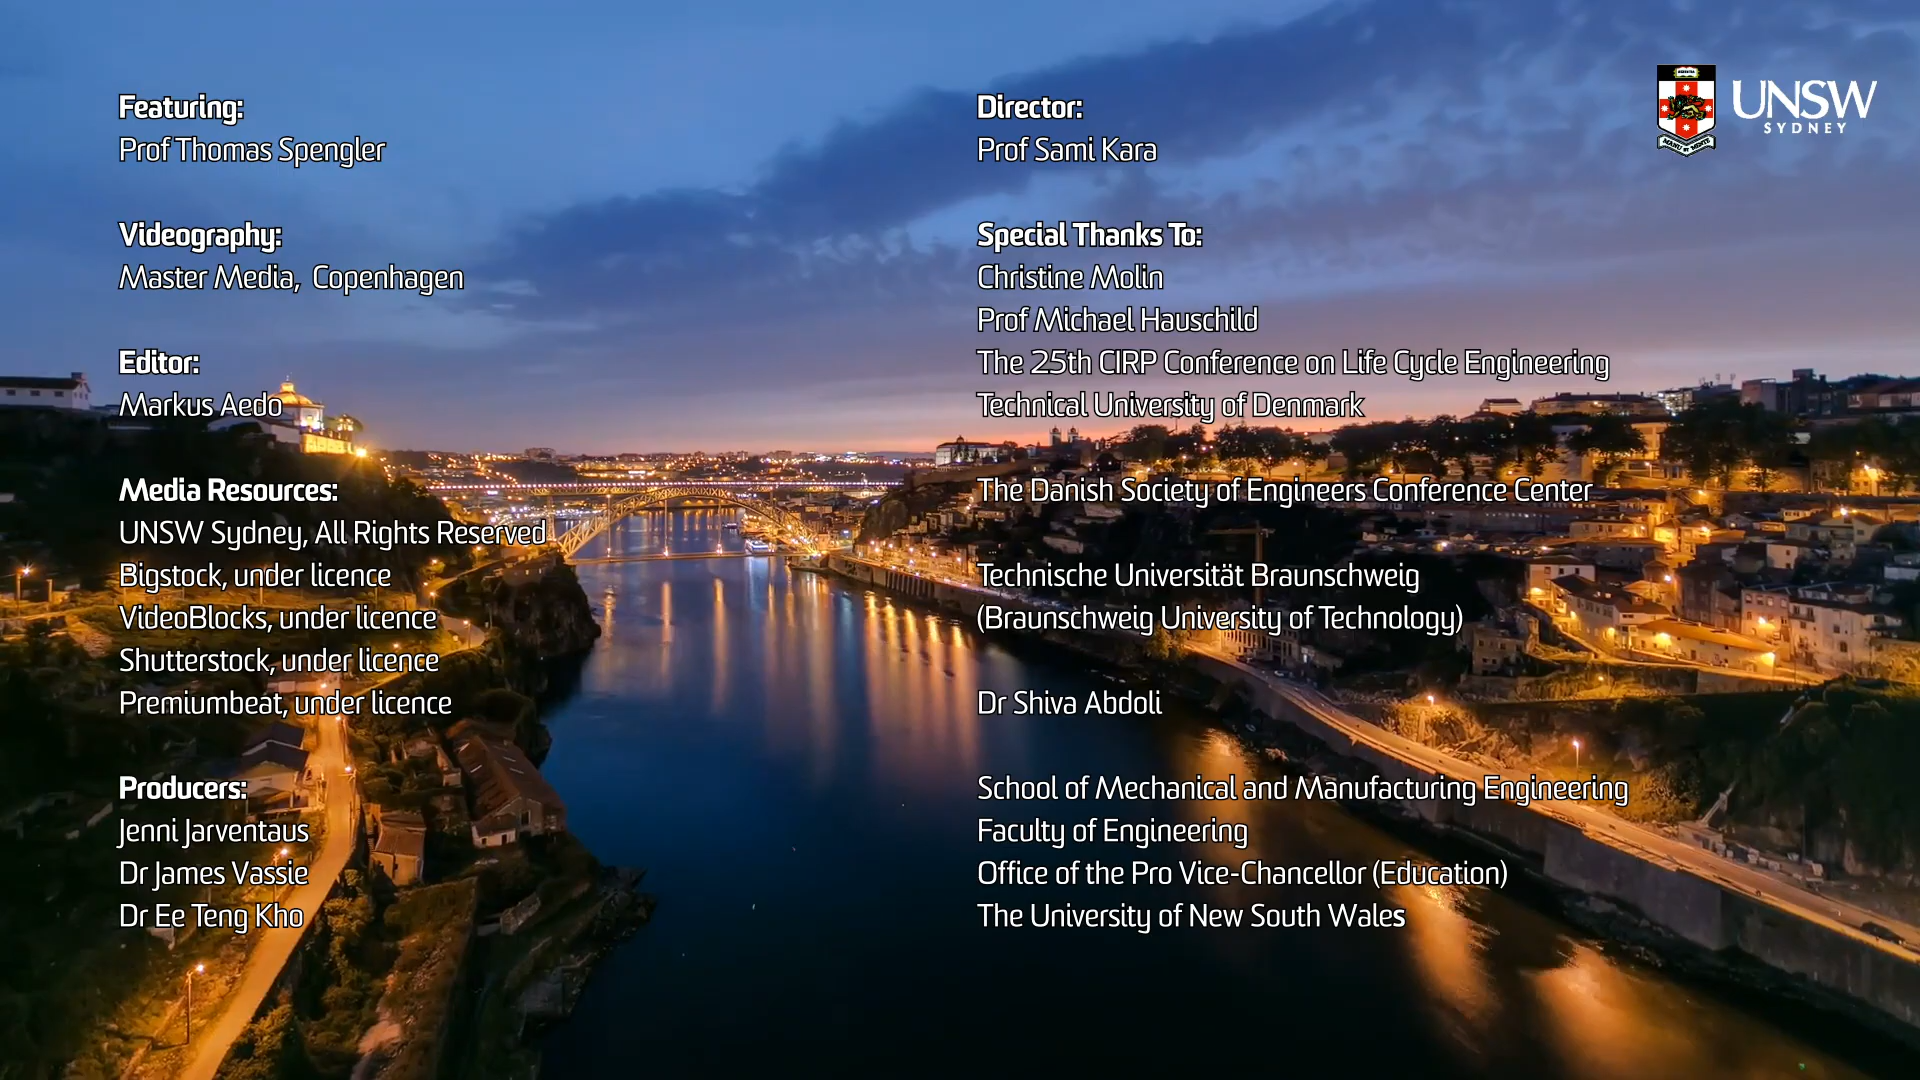 Featuring:
Prof Thomas Spengler
Videography:
Master Media,  Copenhagen
Editor:
Markus Aedo
Media Resources:
UNSW Sydney, All Rights Reserved
Bigstock, under licence
VideoBlocks, under licence
Shutterstock, under licence
Premiumbeat, under licence
Producers:
Jenni Jarventaus
Dr James Vassie
Dr Ee Teng Kho
Director:
Prof Sami Kara
Special Thanks To:
Christine Molin
Prof Michael Hauschild
The 25th CIRP Conference on Life Cycle Engineering
Technical University of Denmark
The Danish Society of Engineers Conference Center
Technische Universität Braunschweig
(Braunschweig University of Technology)
Dr Shiva Abdoli
School of Mechanical and Manufacturing Engineering
Faculty of Engineering
Office of the Pro Vice-Chancellor (Education)
The University of New South Wales
UNSW
SYDNEY